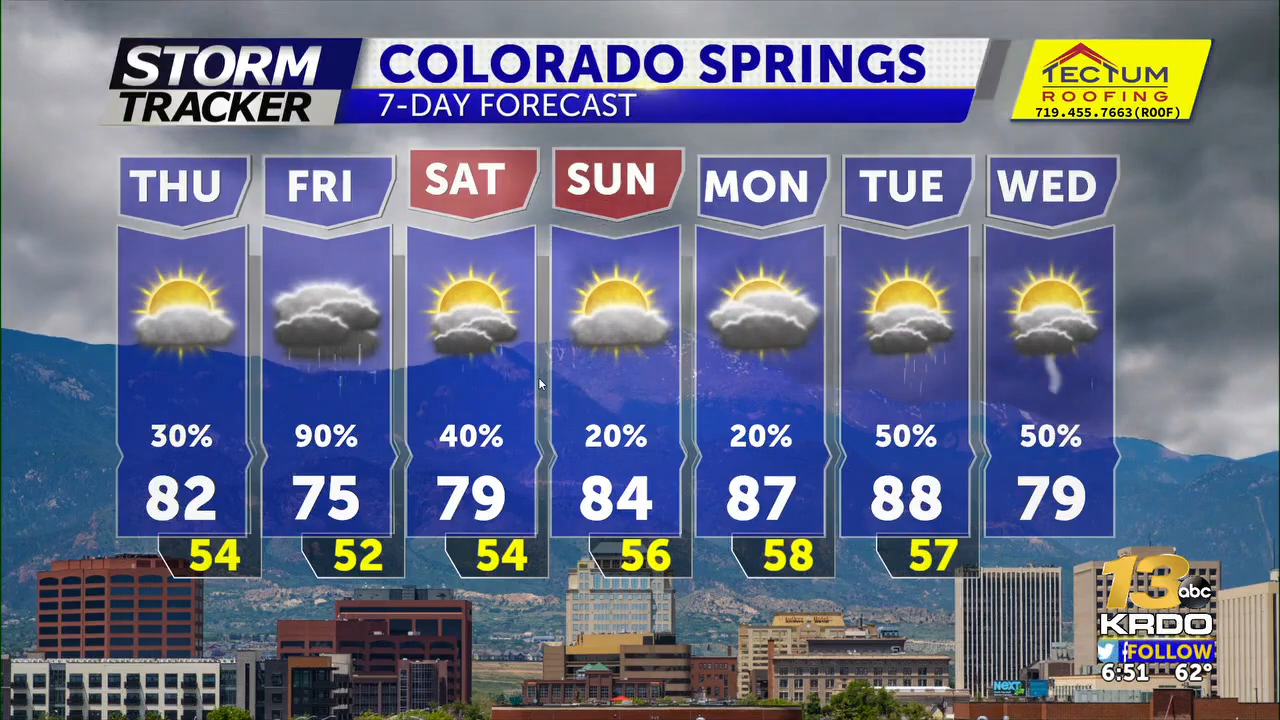 STORM
TRACKER
COLORADO SPRINGS
7-DAY FORECAST
TECTUM
ROOFING
719.455.7663(ROOF)
THU FRI SAT SUN MON TUE WED
30% 90% 40% 20% 20% 50% 50%
82 75 79 84 87 88 79
54 52 54 56 58 57
13 abc
KRDO
FOLLOW
6:51 62°
NEXT